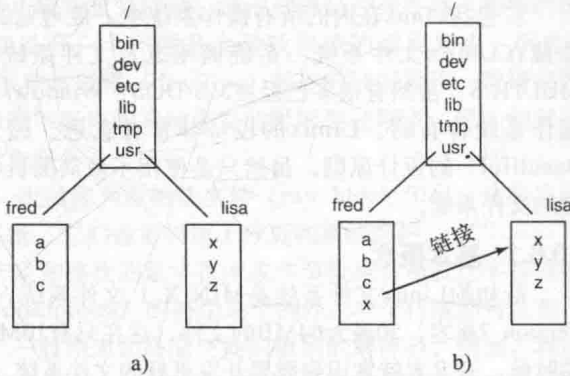 /
bin
dev
etc
lib
tmp
usr
fred
lisa
a
b
c
x
y
z
a)
/
bin
dev
etc
lib
tmp
usr
fred
lisa
a
b
c
x
链接
x
y
z
b)